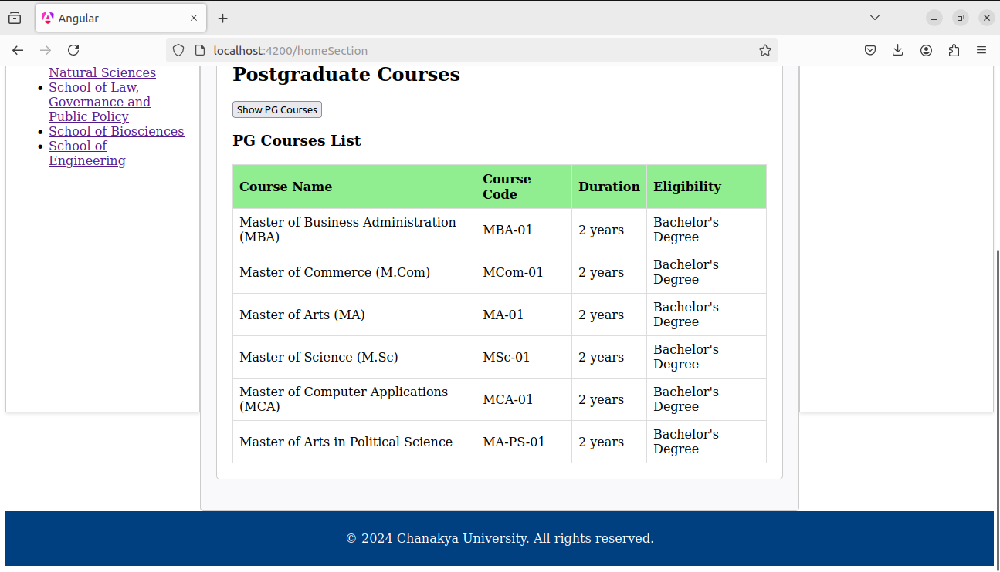 Angular
localhost:4200/homeSection
Natural Sciences
School of Law,
Governance and
Public Policy
School of Biosciences
School of
Engineering
Postgraduate Courses
Show PG Courses
PG Courses List
Course Name Course Code Duration Eligibility
Master of Business Administration (MBA) MBA-01 2 years Bachelor's Degree
Master of Commerce (M.Com) MCom-01 2 years Bachelor's Degree
Master of Arts (MA) MA-01 2 years Bachelor's Degree
Master of Science (M.Sc) MSc-01 2 years Bachelor's Degree
Master of Computer Applications (MCA) MCA-01 2 years Bachelor's Degree
Master of Arts in Political Science MA-PS-01 2 years Bachelor's Degree
© 2024 Chanakya University. All rights reserved.